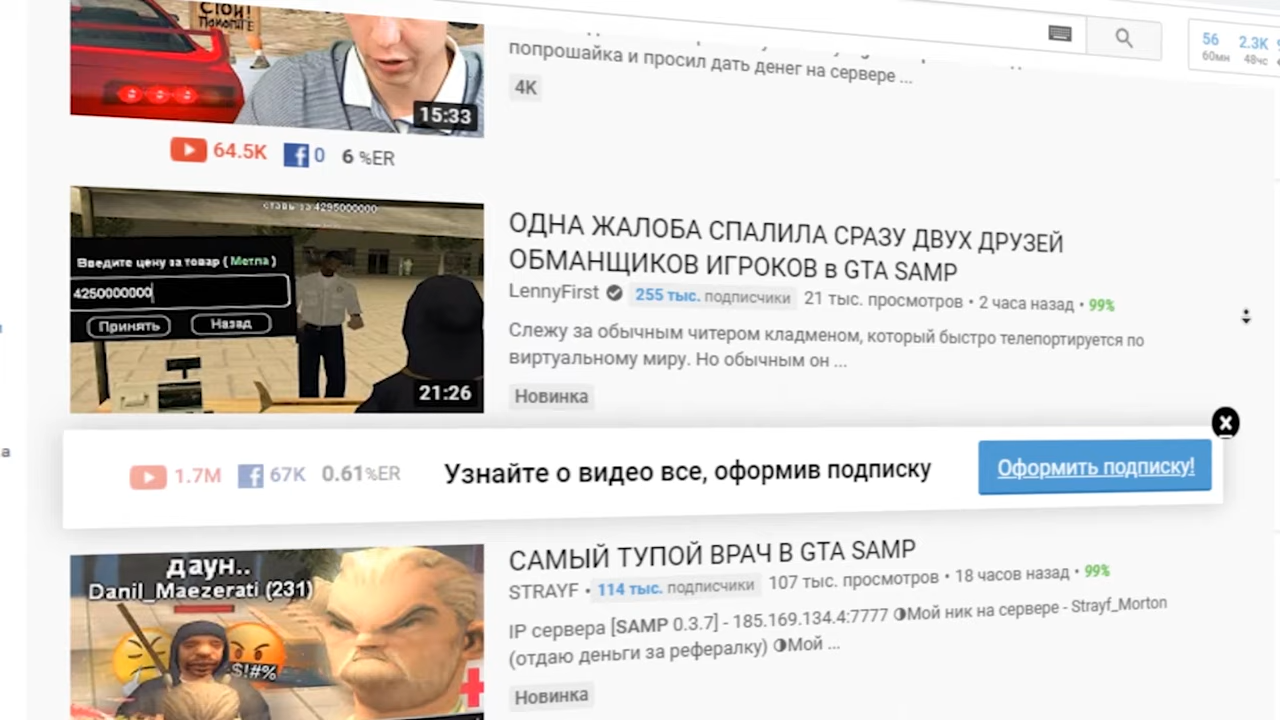 СТОЙ!
ПОМОГИТЕ
попрошайка и просил дать денег на сервере ...
56
2.3K
60мн
48чс
4K
15:33
64.5K
0
6 %ER
ставь за 4295000000
Введите цену за товар ( Метла )
4250000000
Принять
Назад
21:26
ОДНА ЖАЛОБА СПАЛИЛА СРАЗУ ДВУХ ДРУЗЕЙ
ОБМАНЩИКОВ ИГРОКОВ в GTA SAMP
LennyFirst 255 тыс. подписчики 21 тыс. просмотров • 2 часа назад • 99%
Слежу за обычным читером кладменом, который быстро телепортируется по
виртуальному миру. Но обычным он ...
Новинка
1.7M
67K
0.61%ER
Узнайте о видео все, оформив подписку
Оформить подписку!
даун..
Danil_Maezerati (231)
$!#%
САМЫЙ ТУПОЙ ВРАЧ В GTA SAMP
STRAYF • 114 тыс. подписчики 107 тыс. просмотров • 18 часов назад • 99%
IP сервера [SAMP 0.3.7] - 185.169.134.4:7777 ◑Мой ник на сервере - Strayf_Morton
(отдаю деньги за рефералку) ◑Мой ...
Новинка